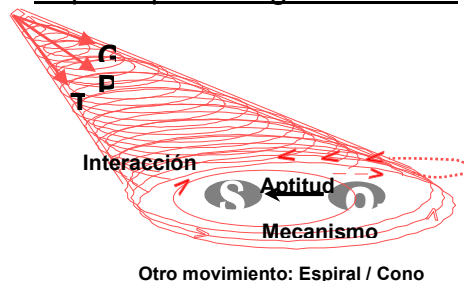 G
P
T
Interacción
S
Aptitud
O
Mecanismo
Otro movimiento: Espiral / Cono